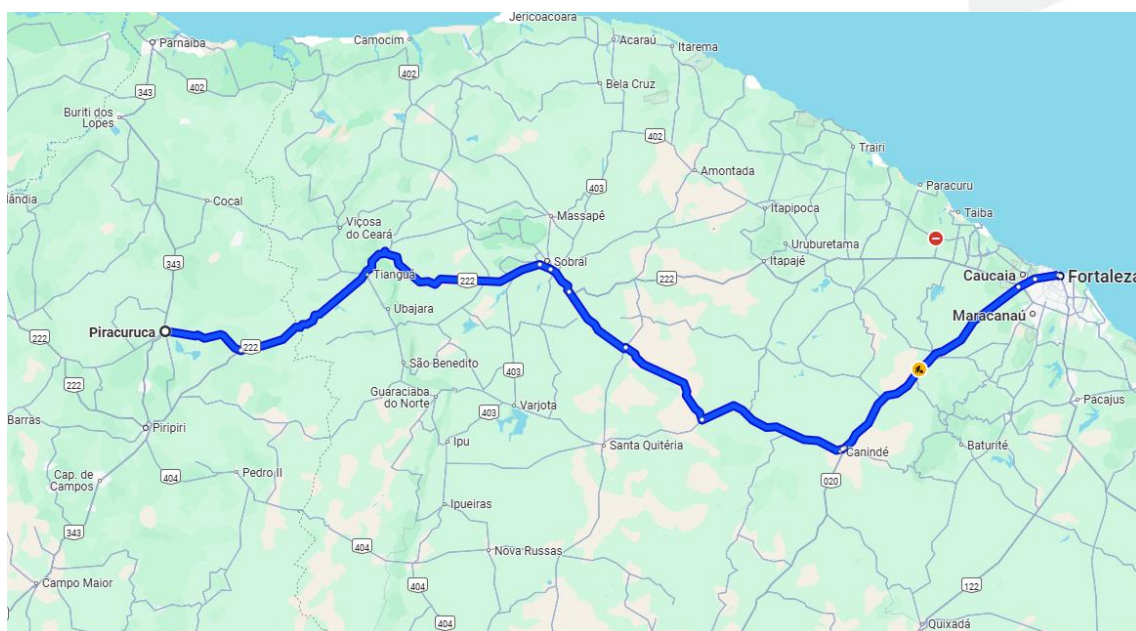 Jericoacoara
Parnaíba
Camocim
Acaraú
Itarema
402
Bela Cruz
343
402
Buriti dos
Lopes
402
Trairi
Amontada
Paracuru
403
lândia
Cocal
Itapipoca
Taiba
Massapê
Viçosa
do Ceará
Uruburetama
343
Sobral
Itapajé
Caucaia
Fortaleza
Tianguá
222
222
Ubajara
Maracanaú
Piracuruca
222
São Benedito
403
222
Guaraciaba
do Norte
Pacajus
Barras
403
Varjota
Piripiri
Ipu
Santa Quitéria
Canindé
Baturité
Cap. de
Campos
404
Pedro II
020
Ipueiras
343
404
Nova Russas
Campo Maior
404
122
404
Quixadá